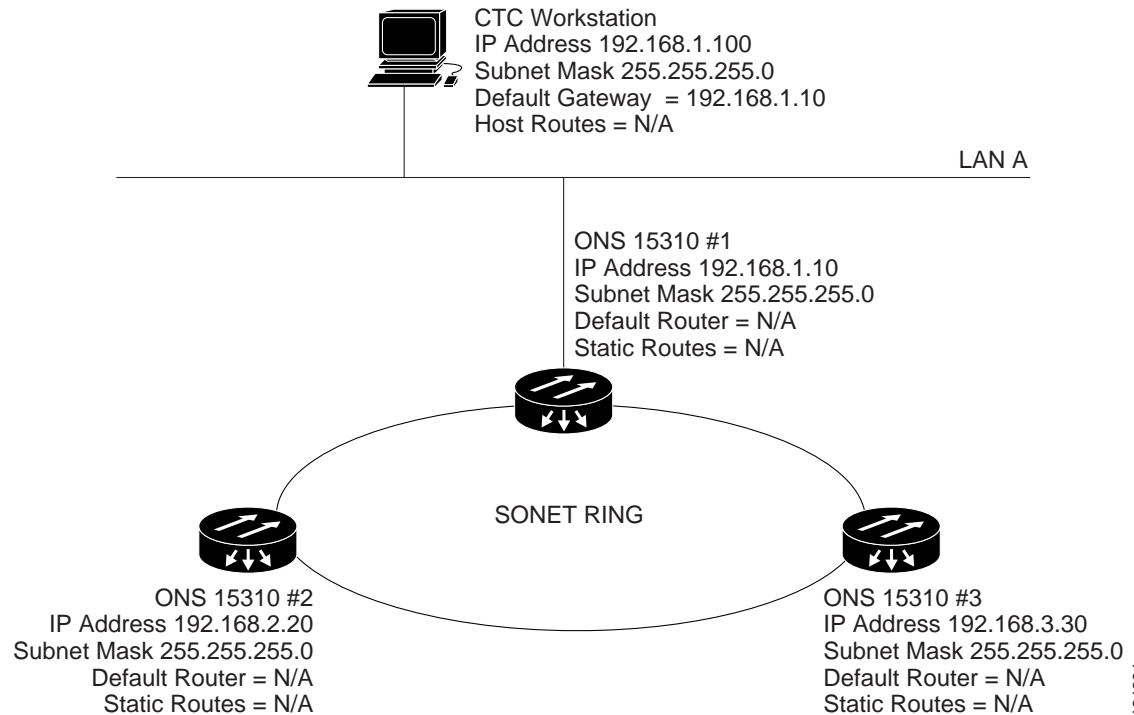 CTC Workstation
IP Address 192.168.1.100
Subnet Mask 255.255.255.0
Default Gateway  = 192.168.1.10
Host Routes = N/A
LAN A
ONS 15310 #1
IP Address 192.168.1.10
Subnet Mask 255.255.255.0
Default Router = N/A
Static Routes = N/A
SONET RING
ONS 15310 #2
IP Address 192.168.2.20
Subnet Mask 255.255.255.0
Default Router = N/A
Static Routes = N/A
ONS 15310 #3
IP Address 192.168.3.30
Subnet Mask 255.255.255.0
Default Router = N/A
Static Routes = N/A